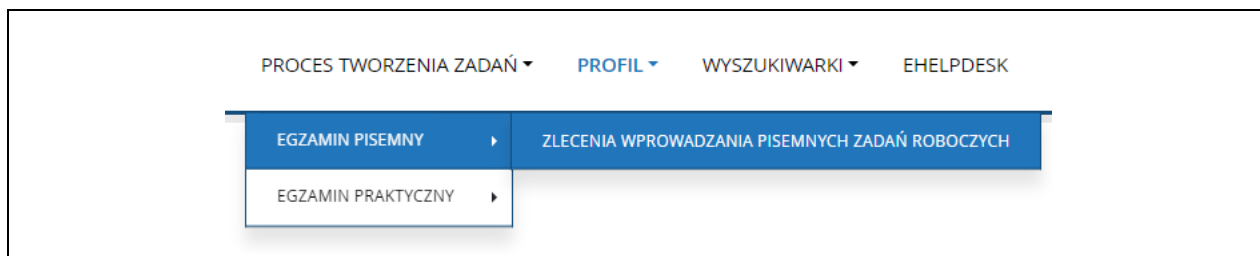 PROCES TWORZENIA ZADAŃ PROFIL WYSZUKIWARKI EHELPDESK
EGZAMIN PISEMNY ZLECENIA WPROWADZANIA PISEMNYCH ZADAŃ ROBOCZYCH
EGZAMIN PRAKTYCZNY